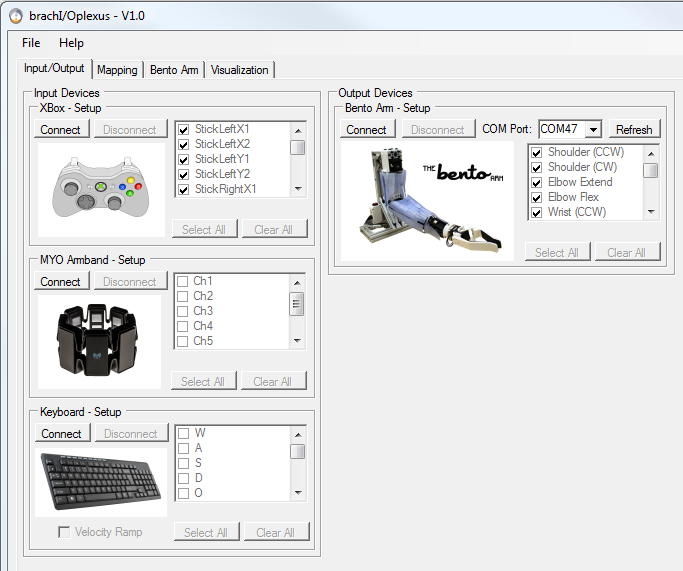 brachI/Oplexus - V1.0
File Help
Input/Output Mapping Bento Arm Visualization
Input Devices
XBox - Setup
Connect Disconnect
StickLeftX1
StickLeftX2
StickLeftY1
StickLeftY2
StickRightX1
Select All Clear All
MYO Armband - Setup
Connect Disconnect
Ch1
Ch2
Ch3
Ch4
Ch5
Select All Clear All
Keyboard - Setup
Connect Disconnect
W
A
S
D
O
Velocity Ramp
Select All Clear All
Output Devices
Bento Arm - Setup
Connect Disconnect COM Port: COM47 Refresh
THE bento ARM
Shoulder (CCW)
Shoulder (CW)
Elbow Extend
Elbow Flex
Wrist (CCW)
Select All Clear All